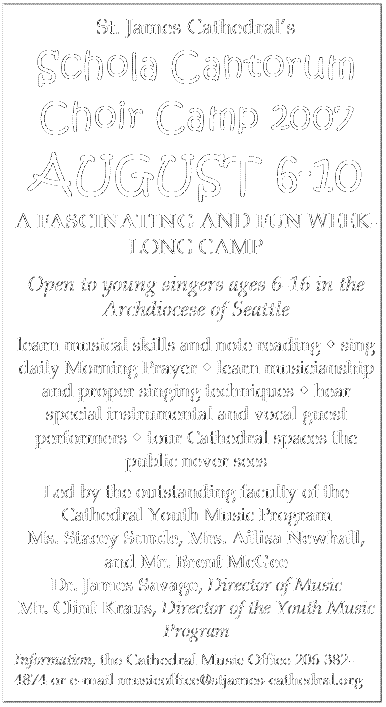 St. James Cathedral's
Schola Cantorum
Choir Camp 2007
AUGUST 6-10
A FASCINATING AND FUN WEEK-
LONG CAMP
Open to young singers ages 6-16 in the
Archdiocese of Seattle
learn musical skills and note reading • sing
daily Morning Prayer • learn musicianship
and proper singing techniques • hear
special instrumental and vocal guest
performers • tour Cathedral spaces the
public never sees
Led by the outstanding faculty of the
Cathedral Youth Music Program
Ms. Stacey Sunde, Mrs. Ailisa Newhall,
and Mr. Brent McGee
Dr. James Savage, Director of Music
Mr. Clint Kraus, Director of the Youth Music
Program
Information, the Cathedral Music Office 206-382-
4874 or e-mail musicoffice@stjames-cathedral.org